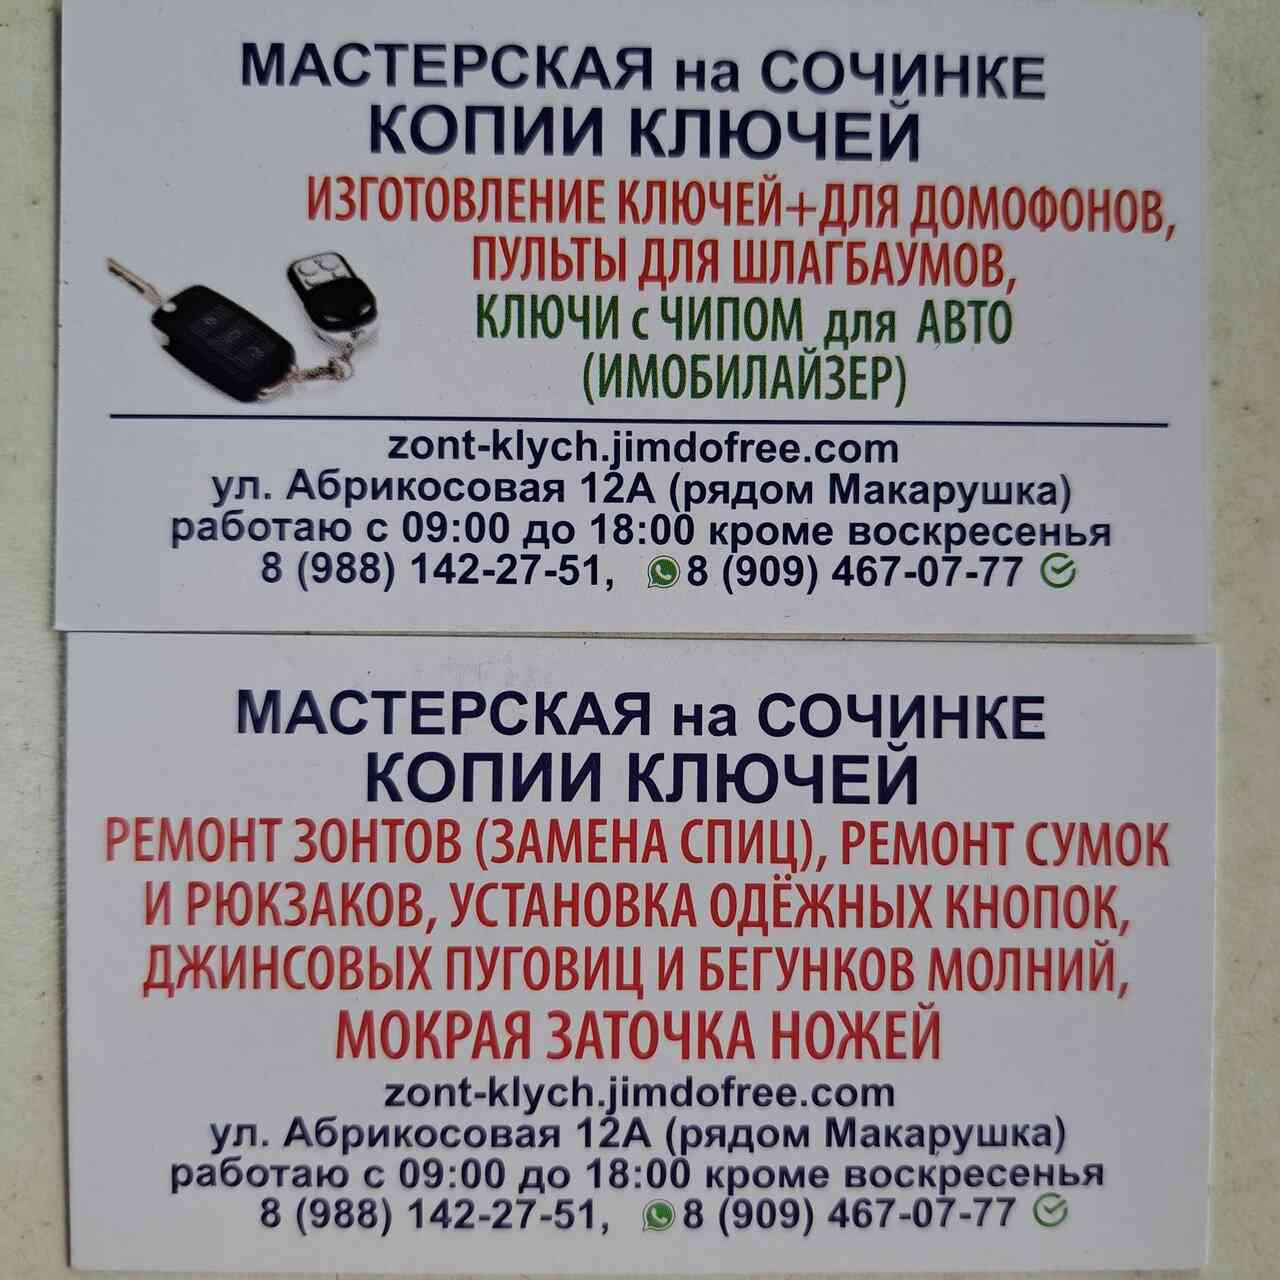 МАСТЕРСКАЯ на СОЧИНКЕ
КОПИИ КЛЮЧЕЙ
ИЗГОТОВЛЕНИЕ КЛЮЧЕЙ+ДЛЯ ДОМОФОНОВ,
ПУЛЬТЫ ДЛЯ ШЛАГБАУМОВ,
КЛЮЧИ с ЧИПОМ для АВТО
(ИМОБИЛАЙЗЕР)
zont-klych.jimdofree.com
ул. Абрикосовая 12А (рядом Макарушка)
работаю с 09:00 до 18:00 кроме воскресенья
8 (988) 142-27-51, 8 (909) 467-07-77
МАСТЕРСКАЯ на СОЧИНКЕ
КОПИИ КЛЮЧЕЙ
РЕМОНТ ЗОНТОВ (ЗАМЕНА СПИЦ), РЕМОНТ СУМОК
И РЮКЗАКОВ, УСТАНОВКА ОДЁЖНЫХ КНОПОК,
ДЖИНСОВЫХ ПУГОВИЦ И БЕГУНКОВ МОЛНИЙ,
МОКРАЯ ЗАТОЧКА НОЖЕЙ
zont-klych.jimdofree.com
ул. Абрикосовая 12А (рядом Макарушка)
работаю с 09:00 до 18:00 кроме воскресенья
8 (988) 142-27-51, 8 (909) 467-07-77